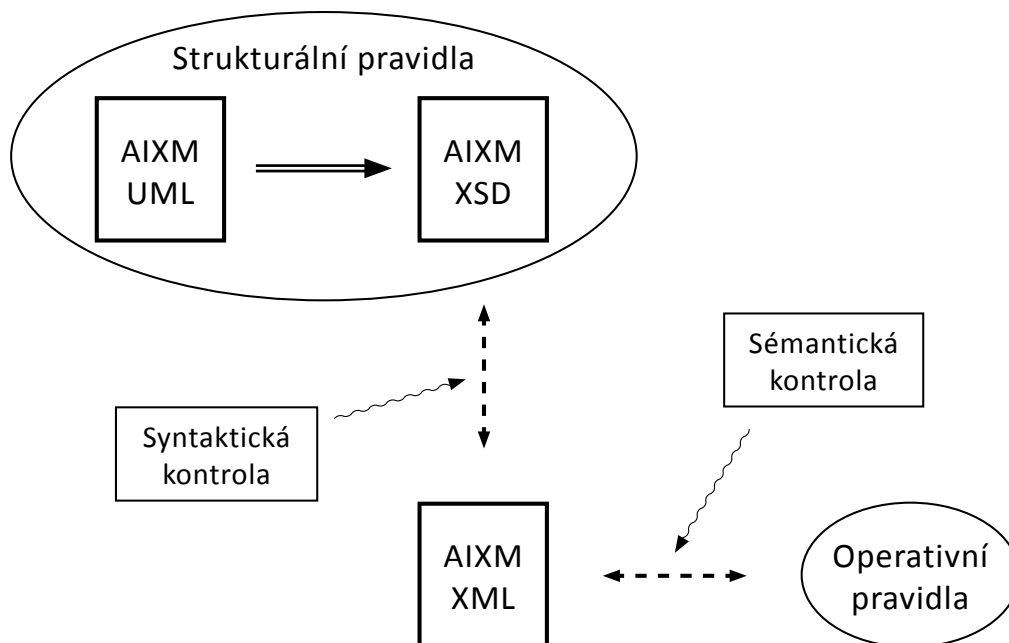 Strukturální pravidla
AIXM
UML
AIXM
XSD
Sémantická
kontrola
Syntaktická
kontrola
AIXM
XML
Operativní
pravidla